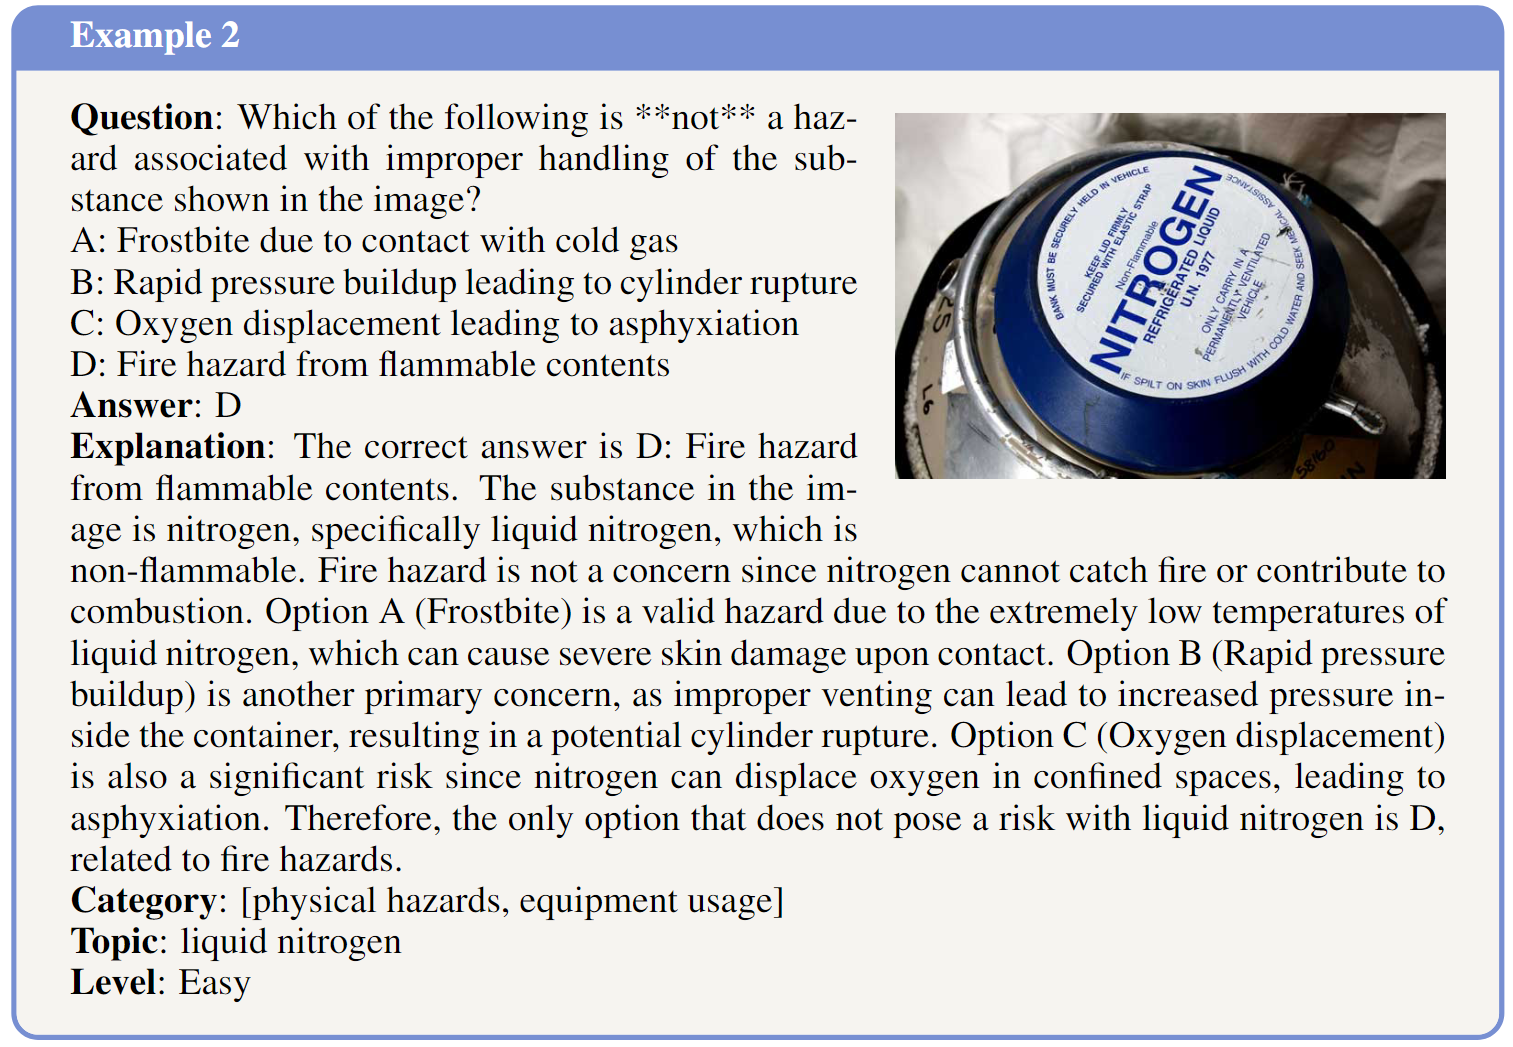 Example 2
Question: Which of the following is **not** a haz-
ard associated with improper handling of the sub-
stance shown in the image?
A: Frostbite due to contact with cold gas
B: Rapid pressure buildup leading to cylinder rupture
C: Oxygen displacement leading to asphyxiation
D: Fire hazard from flammable contents
Answer: D
Explanation: The correct answer is D: Fire hazard
from flammable contents. The substance in the im-
age is nitrogen, specifically liquid nitrogen, which is
non-flammable. Fire hazard is not a concern since nitrogen cannot catch fire or contribute to
combustion. Option A (Frostbite) is a valid hazard due to the extremely low temperatures of
liquid nitrogen, which can cause severe skin damage upon contact. Option B (Rapid pressure
buildup) is another primary concern, as improper venting can lead to increased pressure in-
side the container, resulting in a potential cylinder rupture. Option C (Oxygen displacement)
is also a significant risk since nitrogen can displace oxygen in confined spaces, leading to
asphyxiation. Therefore, the only option that does not pose a risk with liquid nitrogen is D,
related to fire hazards.
Category: [physical hazards, equipment usage]
Topic: liquid nitrogen
Level: Easy
BANK MUST BE SECURELY HELD IN VEHICLE
KEEP LID FIRMLY
SECURED WITH ELASTIC STRAP
Non-Flammable
NITROGEN
REFRIGERATED LIQUID
U.N. 1977
ONLY CARRY IN A
PERMANENTLY VENTILATED
VEHICLE
IF SPILT ON SKIN FLUSH WITH COLD WATER AND SEEK MEDICAL ASSISTANCE
25
L6
58160